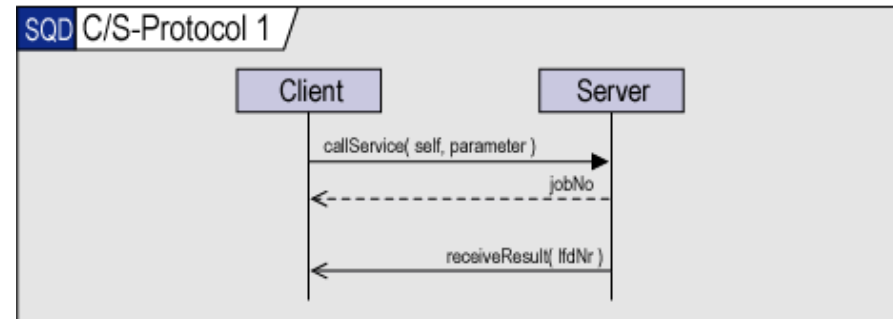 SQD C/S-Protocol 1
Client Server
callService( self, parameter )
jobNo
receiveResult( lfdNr )